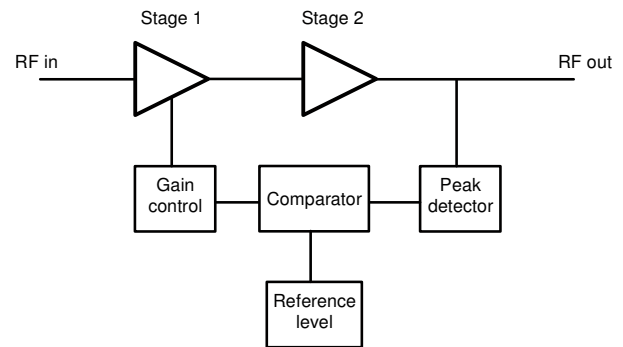 Stage 1
Stage 2
RF in
RF out
Gain
control
Comparator
Peak
detector
Reference
level